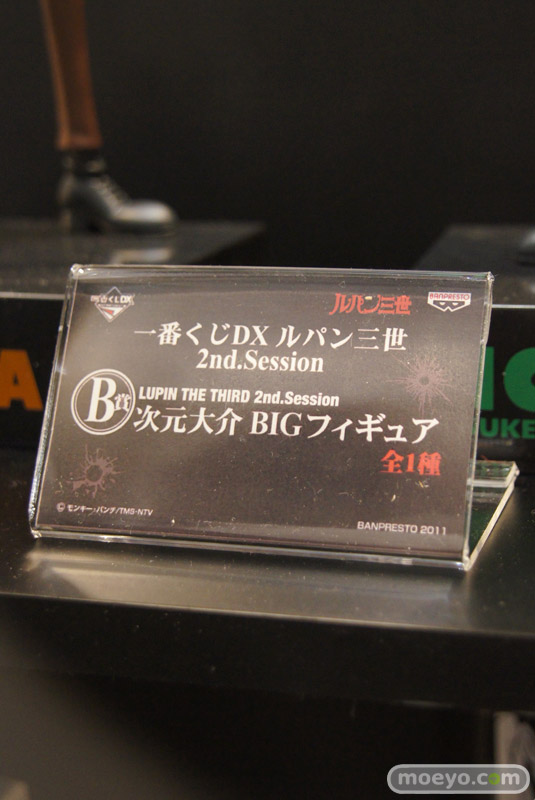 一番くじDX
ルパン三世
BANPRESTO
一番くじDX ルパン三世
2nd.Session
B賞
LUPIN THE THIRD 2nd.Session
次元大介 BIGフィギュア
全1種
© モンキー・パンチ/TMS・NTV
BANPRESTO 2011
A
UKE
moeyo.com